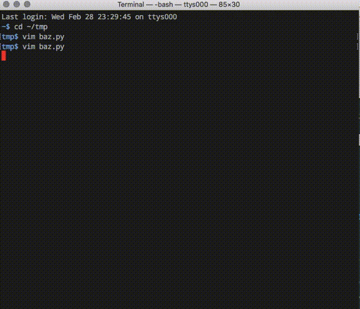 Terminal — -bash — ttys000 — 85×30
Last login: Wed Feb 28 23:29:45 on ttys000
~$ cd ~/tmp
[tmp$ vim baz.py
[tmp$ vim baz.py